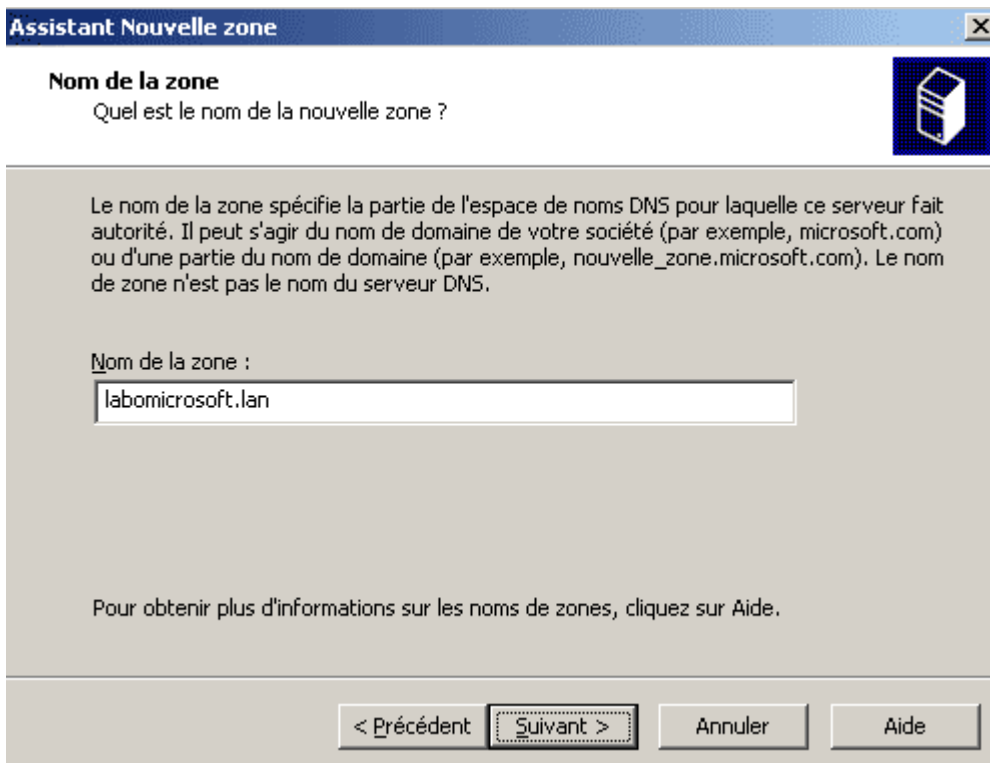 Assistant Nouvelle zone
Nom de la zone
Quel est le nom de la nouvelle zone ?
Le nom de la zone spécifie la partie de l'espace de noms DNS pour laquelle ce serveur fait
autorité. Il peut s'agir du nom de domaine de votre société (par exemple, microsoft.com)
ou d'une partie du nom de domaine (par exemple, nouvelle_zone.microsoft.com). Le nom
de zone n'est pas le nom du serveur DNS.
Nom de la zone :
labomicrosoft.lan
Pour obtenir plus d'informations sur les noms de zones, cliquez sur Aide.
< Précédent Suivant > Annuler Aide